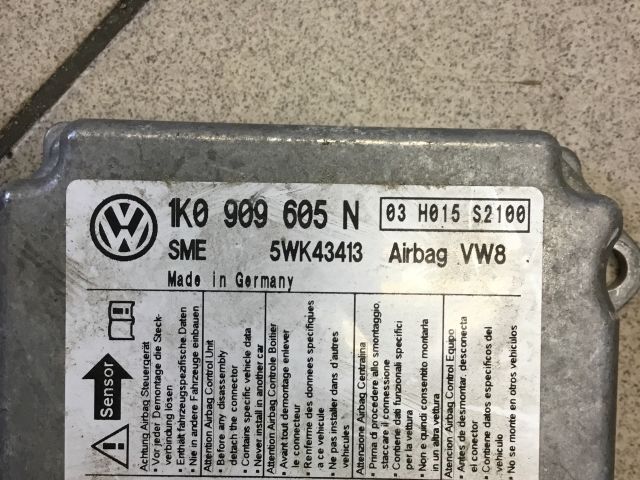 1K0 909 605 N
03 H015 S2100
SME 5WK43413 Airbag VW8
Made in Germany
Sensor
Achtung Airbag Steuergerät
• Vor jeder Demontage die Steck-
verbindung lösen
• Enthält fahrzeugspezifische Daten
• Nie in andere Fahrzeuge einbauen
Attention Airbag Control Unit
• Before any disassembly
detach the connector
• Contains specific vehicle data
• Never install in another car
Attention Airbag Controle Boitier
• Avant tout demontage enlever
le connecteur
• Renferme des donnees specifiques
a ce vehicule
• Ne pas installer dans d'autres
vehicules
Attenzione Airbag Centralina
• Prima di procedere allo smontaggio,
staccare il connessione
• Contiene dati funzionali specifici
per la vettura
• Non e quindi consentito montarla
in un altra vettura
Atencion Airbag Control Equipo
• Antes de desmontar, desconecta
el conector
• Contiene datos especificos del
vehiculo
• No se monte en otros vehiculos